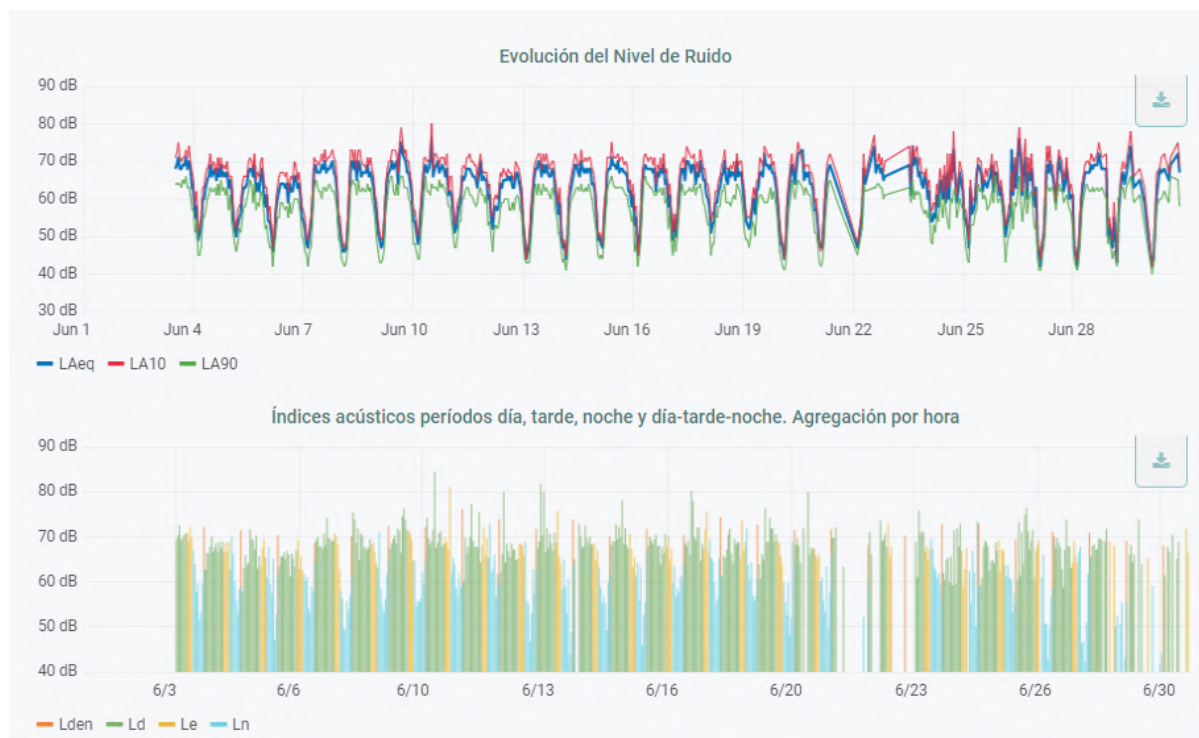 Evolución del Nivel de Ruido
90 dB
80 dB
70 dB
60 dB
50 dB
40 dB
30 dB
Jun 1 Jun 4 Jun 7 Jun 10 Jun 13 Jun 16 Jun 19 Jun 22 Jun 25 Jun 28
LAeq LA10 LA90
Índices acústicos períodos día, tarde, noche y día-tarde-noche. Agregación por hora
90 dB
80 dB
70 dB
60 dB
50 dB
40 dB
6/3 6/6 6/10 6/13 6/16 6/20 6/23 6/26 6/30
Lden Ld Le Ln